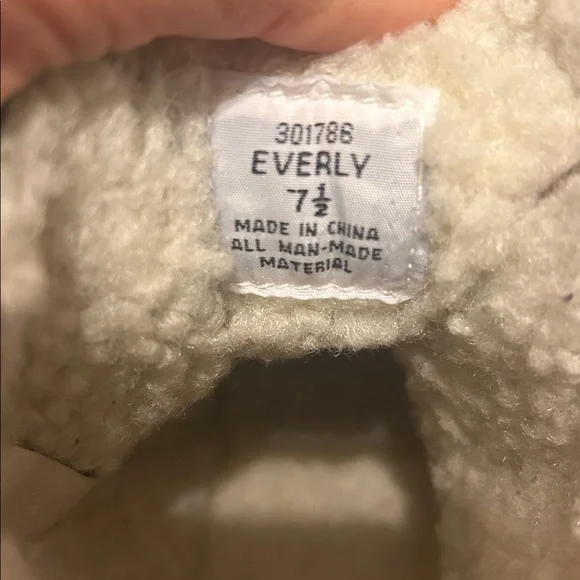 301786
EVERLY
7½
MADE IN CHINA
ALL MAN-MADE
MATERIAL